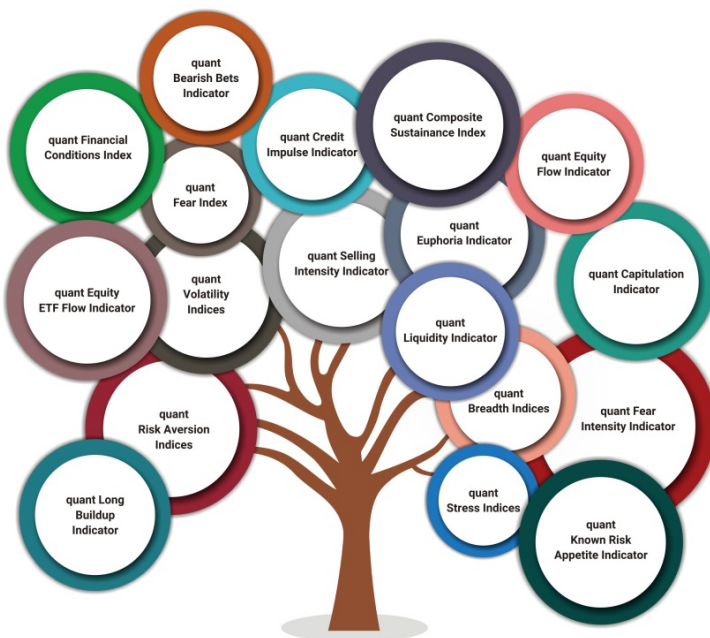 quant
Bearish Bets
Indicator
quant Financial
Conditions Index
quant Credit
Impulse Indicator
quant Composite
Sustainance Index
quant Equity
Flow Indicator
quant
Fear Index
quant Equity
ETF Flow Indicator
quant
Volatility
Indices
quant Selling
Intensity Indicator
quant
Euphoria Indicator
quant Capitulation
Indicator
quant
Liquidity Indicator
quant
Risk Aversion
Indices
quant
Breadth Indices
quant Fear
Intensity Indicator
quant Long
Buildup
Indicator
quant
Stress Indices
quant
Known Risk
Appetite Indicator